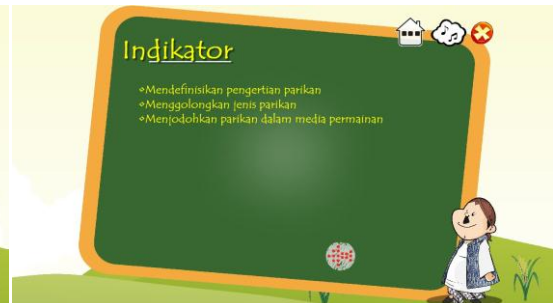 Indikator
•Mendefinisikan pengertian parikan
•Menggolongkan jenis parikan
•Menjodohkan parikan dalam media permainan